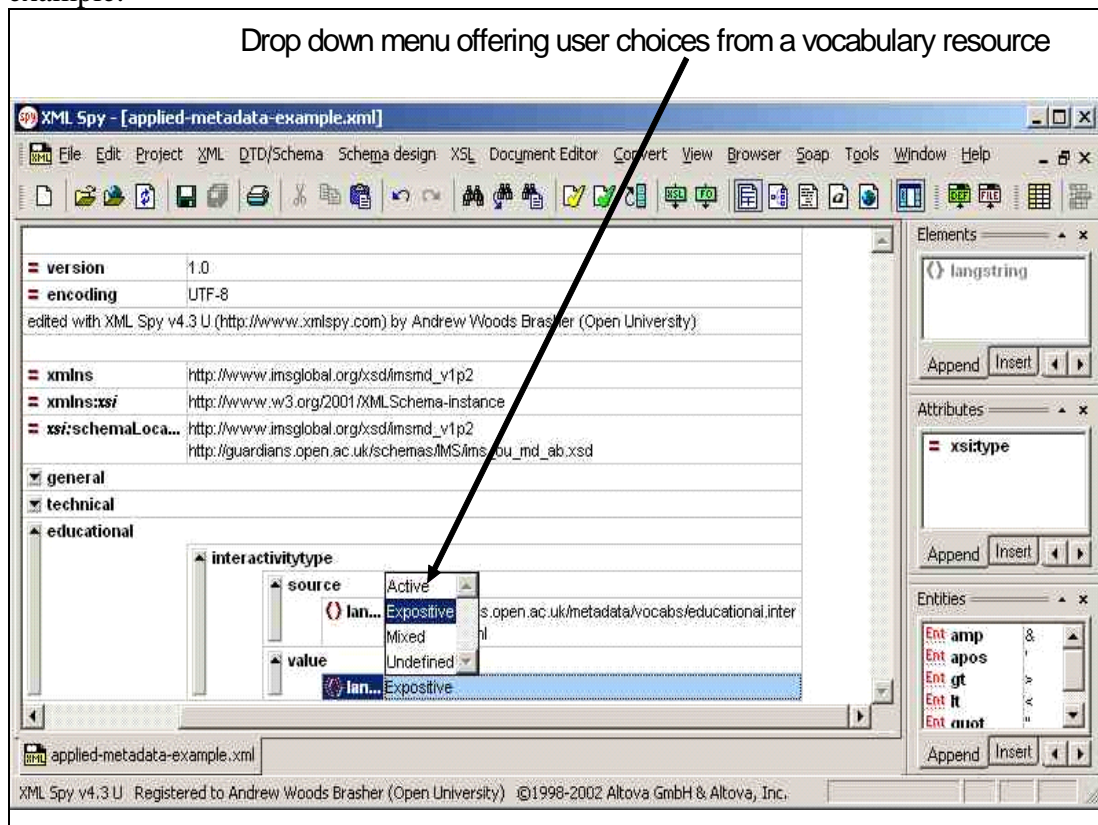 example:
Drop down menu offering user choices from a vocabulary resource
spy XML Spy - [applied-metadata-example.xml]
XML File Edit Project XML DTD/Schema Schema design XSL Document Editor Convert View Browser Soap Tools Window Help
XSL FO a DEF FILE
= version 1.0
= encoding UTF-8
edited with XML Spy v4.3 U (http://www.xmlspy.com) by Andrew Woods Brasher (Open University)
= xmlns http://www.imsglobal.org/xsd/imsmd_v1p2
= xmlns:xsi http://www.w3.org/2001/XMLSchema-instance
= xsi:schemaLoca... http://www.imsglobal.org/xsd/imsmd_v1p2
http://guardians.open.ac.uk/schemas/IMS/ims_ou_md_ab.xsd
general
technical
educational
interactivitytype
source
() lan... s.open.ac.uk/metadata/vocabs/educational.inter
Active
Expositive
Mixed
Undefined
value
() lan... Expositive
Elements
() langstring
Append Insert
Attributes
= xsi:type
Append Insert
Entities
Ent amp &
Ent apos '
Ent gt >
Ent lt <
Ent quot "
Append Insert
XML applied-metadata-example.xml
XML Spy v4.3 U Registered to Andrew Woods Brasher (Open University) ©1998-2002 Altova GmbH & Altova, Inc.